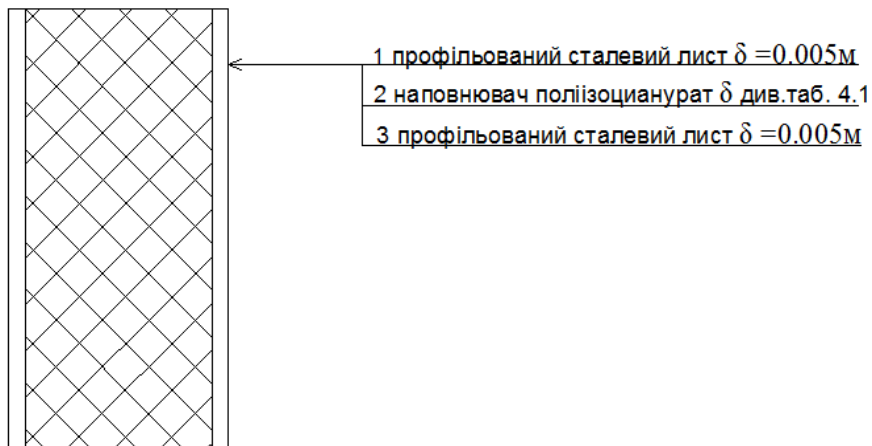 1 профільований сталевий лист δ =0.005м
2 наповнювач поліізоцианурат δ див.таб. 4.1
3 профільований сталевий лист δ =0.005м